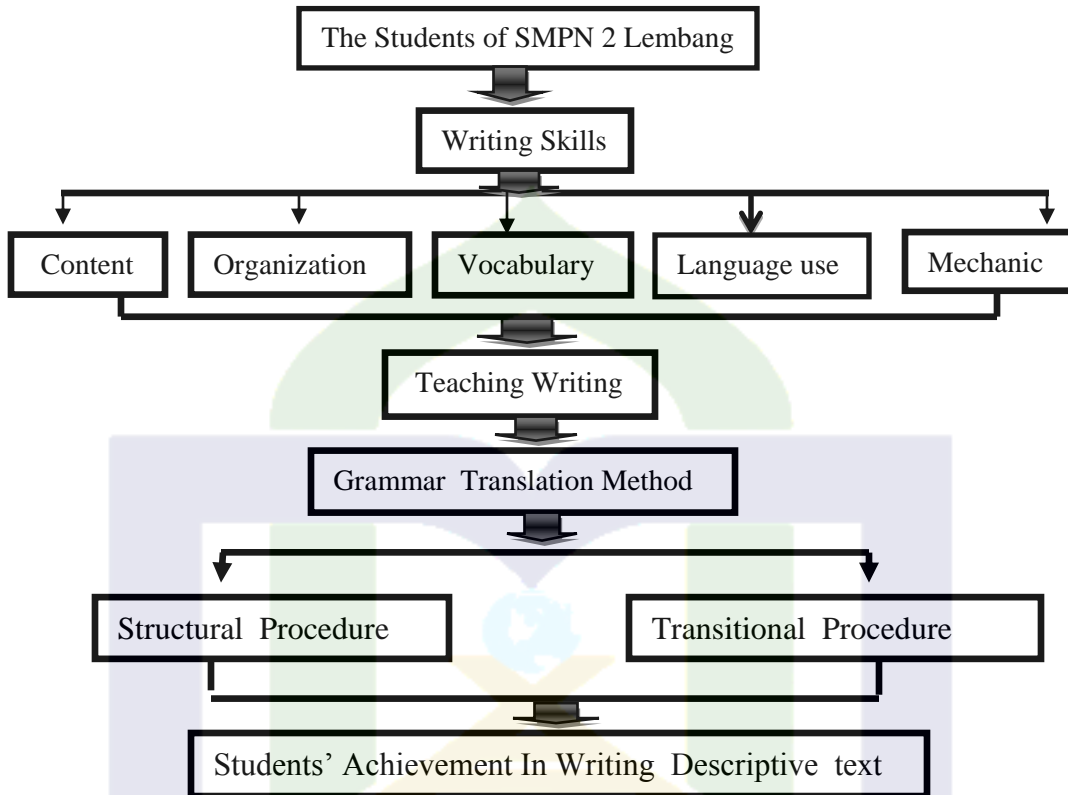 The Students of SMPN 2 Lembang
Writing Skills
Content
Organization
Vocabulary
Language use
Mechanic
Teaching Writing
Grammar Translation Method
Structural Procedure
Transitional Procedure
Students’ Achievement In Writing Descriptive text